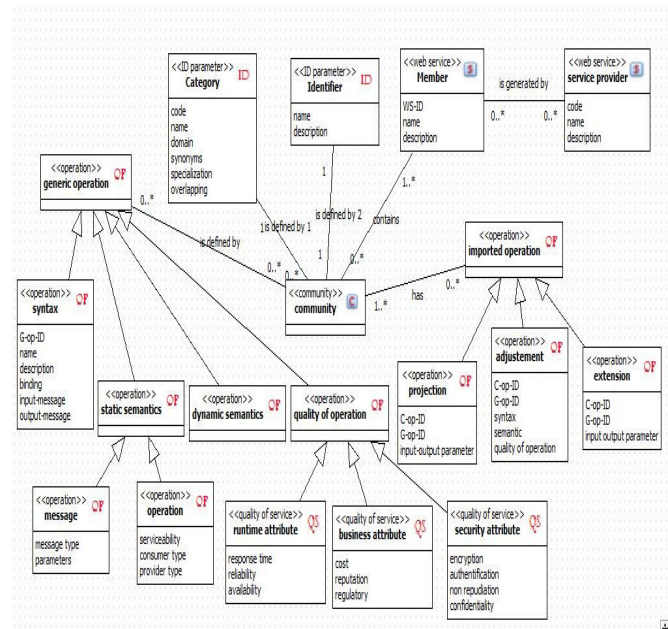 <<ID parameter>> ID
Category
code
name
domain
synonyms
specialization
overlapping
<<ID parameter>> ID
Identifier
name
description
<<web service>> S
Member
WS-ID
name
description
is generated by
0..* 0..*
<<web service>> S
service provider
code
name
description
<<operation>> OP
generic operation
0..*
is defined by
0..*
1 is defined by 1
0..*
1
is defined by 2
1
1..*
contains
0..*
<<operation>> OP
imported operation
0..*
has
1..*
<<community>> C
community
<<operation>> OP
syntax
G-op-ID
name
description
binding
input-message
output-message
<<operation>> OP
static semantics
<<operation>> OP
dynamic semantics
<<operation>> OP
quality of operation
<<operation>> OP
projection
C-op-ID
G-op-ID
input-output parameter
<<operation>> OP
adjustement
C-op-ID
G-op-ID
syntax
semantic
quality of operation
<<operation>> OP
extension
C-op-ID
G-op-ID
input output parameter
<<operation>> OP
message
message type
parameters
<<operation>> OP
operation
serviceability
consumer type
provider type
<<quality of service>> QS
runtime attribute
response time
reliability
availability
<<quality of service>> QS
business attribute
cost
reputation
regulatory
<<quality of service>> QS
security attribute
encryption
authentification
non repudiation
confidentiality